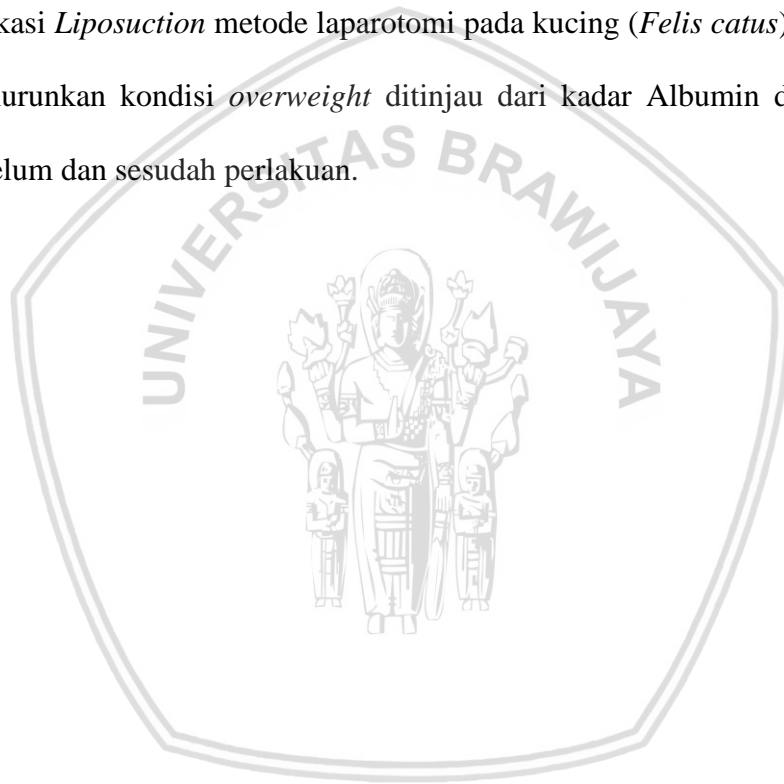 kasi Liposuction metode laparotomi pada kucing (Felis catus)
urunkan kondisi overweight ditinjau dari kadar Albumin d
elum dan sesudah perlakuan.
UNIVERSITAS BRAWIJAYA